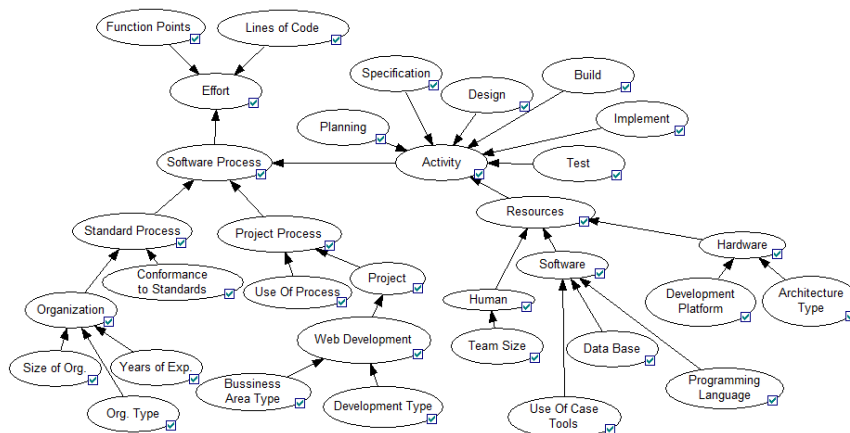 Function Points
Lines of Code
Effort
Specification
Build
Design
Planning
Implement
Software Process
Activity
Test
Resources
Standard Process
Project Process
Hardware
Conformance
to Standards
Use Of Process
Project
Software
Human
Development
Platform
Architecture
Type
Organization
Web Development
Team Size
Data Base
Size of Org.
Years of Exp.
Bussiness
Area Type
Programming
Language
Org. Type
Development Type
Use Of Case
Tools